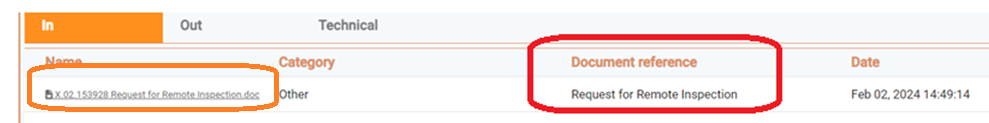 In Out Technical
Name Category Document reference Date
X.02.153928 Request for Remote Inspection.doc Other Request for Remote Inspection Feb 02, 2024 14:49:14